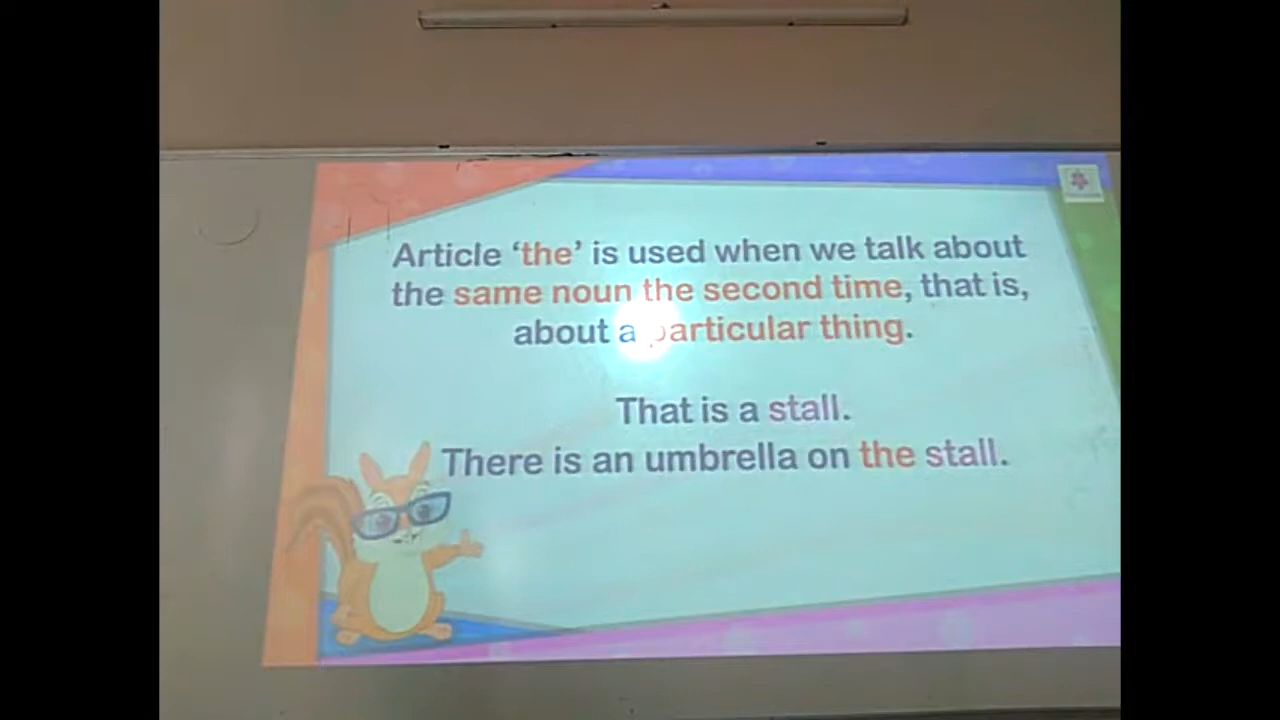 Article ‘the’ is used when we talk about
the same noun the second time, that is,
about a particular thing.
That is a stall.
There is an umbrella on the stall.